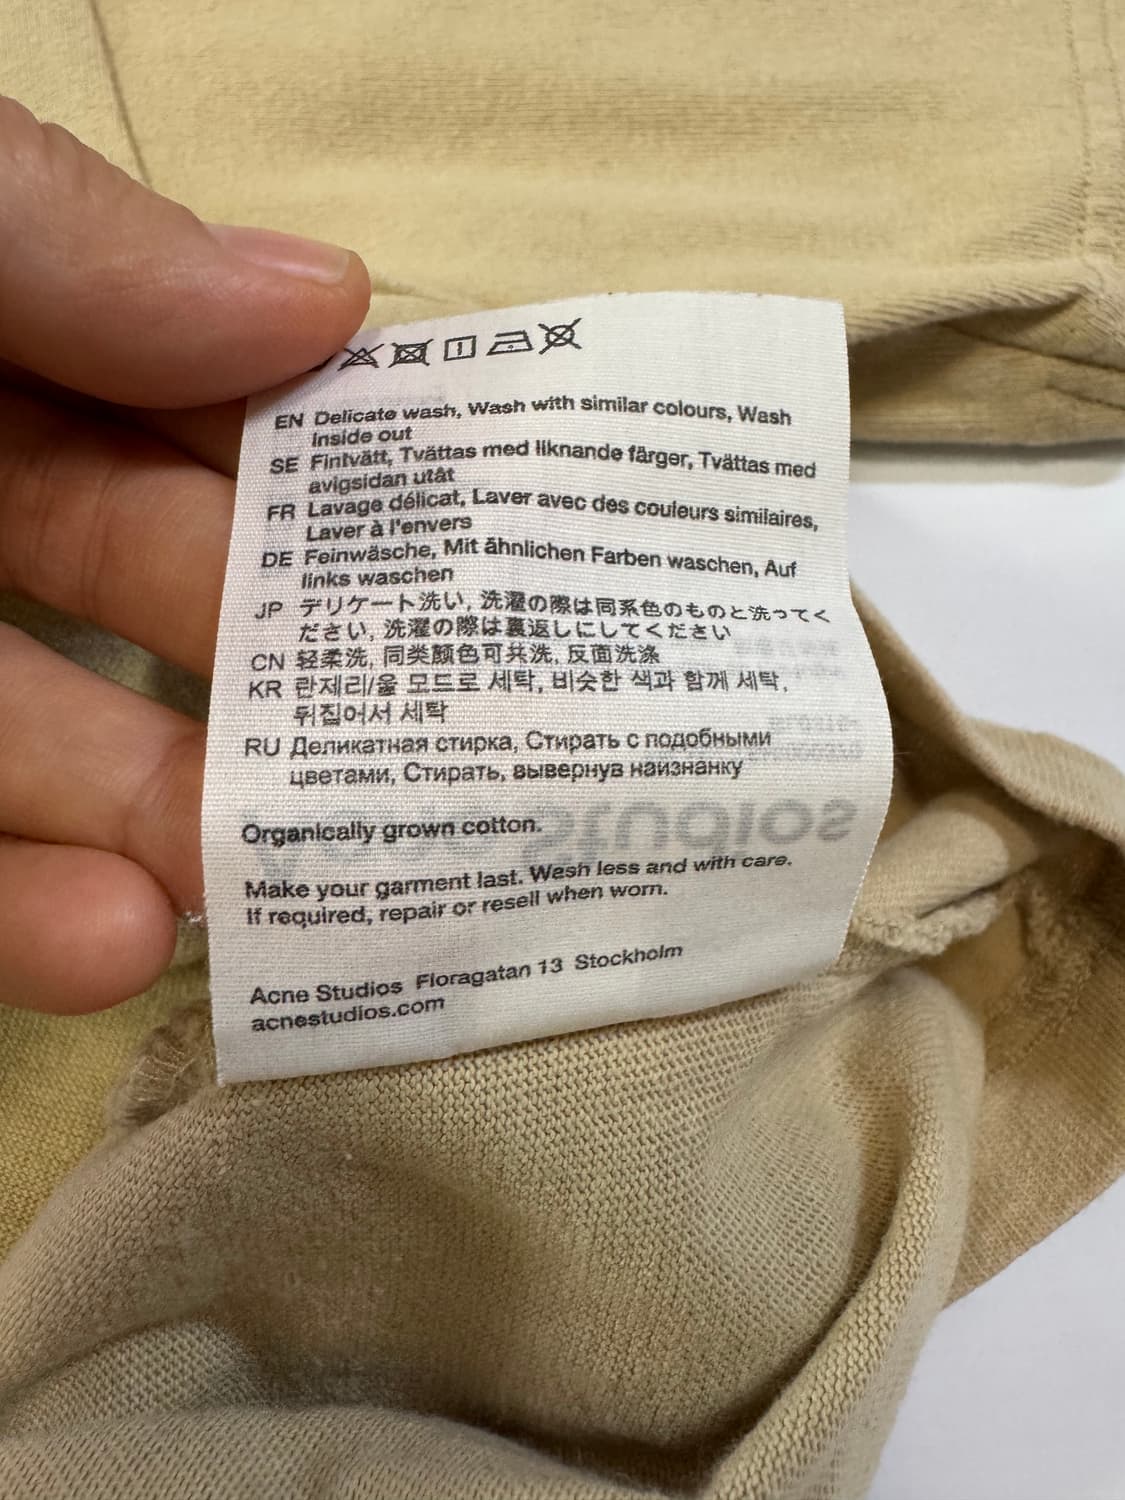 EN Delicate wash, Wash with similar colours, Wash
Inside out
SE Fintvätt, Tvättas med liknande färger, Tvättas med
avigsidan utåt
FR Lavage délicat, Laver avec des couleurs similaires,
Laver à l'envers
DE Feinwäsche, Mit ähnlichen Farben waschen, Auf
links waschen
JP デリケート洗い, 洗濯の際は同系色のものと洗ってく
ださい, 洗濯の際は裏返しにしてください
CN 轻柔洗, 同类颜色可共洗, 反面洗涤
KR 란제리/울 모드로 세탁, 비슷한 색과 함께 세탁,
뒤집어서 세탁
RU Деликатная стирка, Стирать с подобными
цветами, Стирать, вывернув наизнанку
Organically grown cotton.
Make your garment last. Wash less and with care.
If required, repair or resell when worn.
Acne Studios Floragatan 13 Stockholm
acnestudios.com
Acne Studios